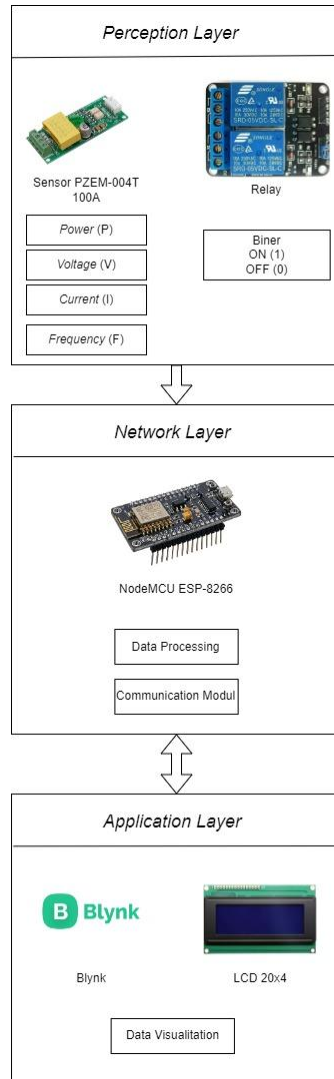 Perception Layer
Sensor PZEM-004T
100A
Relay
Power (P)
Voltage (V)
Current (I)
Frequency (F)
Biner
ON (1)
OFF (0)
Network Layer
NodeMCU ESP-8266
Data Processing
Communication Modul
Application Layer
B Blynk
Blynk
LCD 20x4
Data Visualitation